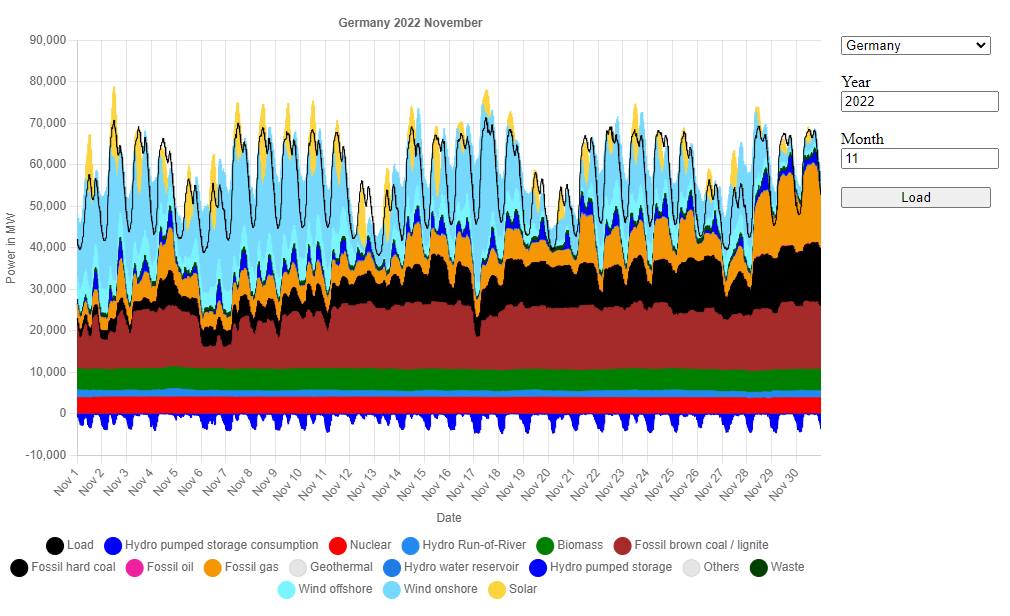 Germany 2022 November
90,000
80,000
70,000
60,000
50,000
40,000
30,000
20,000
10,000
0
-10,000
Power in MW
Nov 1 Nov 2 Nov 3 Nov 4 Nov 5 Nov 6 Nov 7 Nov 8 Nov 9 Nov 10 Nov 11 Nov 12 Nov 13 Nov 14 Nov 15 Nov 16 Nov 17 Nov 18 Nov 19 Nov 20 Nov 21 Nov 22 Nov 23 Nov 24 Nov 25 Nov 26 Nov 27 Nov 28 Nov 29 Nov 30
Date
Load Hydro pumped storage consumption Nuclear Hydro Run-of-River Biomass Fossil brown coal / lignite
Fossil hard coal Fossil oil Fossil gas Geothermal Hydro water reservoir Hydro pumped storage Others Waste
Wind offshore Wind onshore Solar
Germany
Year
2022
Month
11
Load